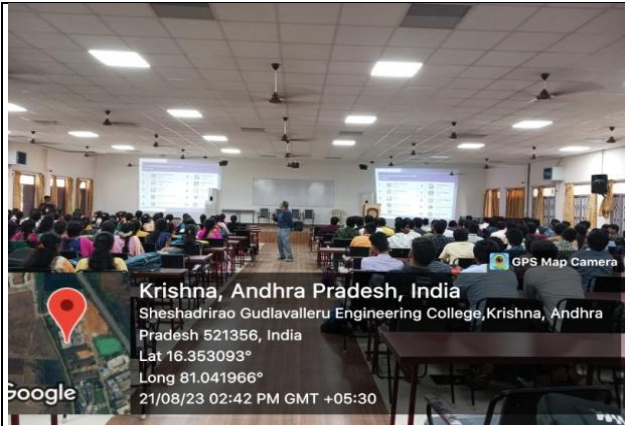 GPS Map Camera
Krishna, Andhra Pradesh, India
Sheshadrirao Gudlavalleru Engineering College,Krishna, Andhra
Pradesh 521356, India
Lat 16.353093°
Long 81.041966°
21/08/23 02:42 PM GMT +05:30
Google